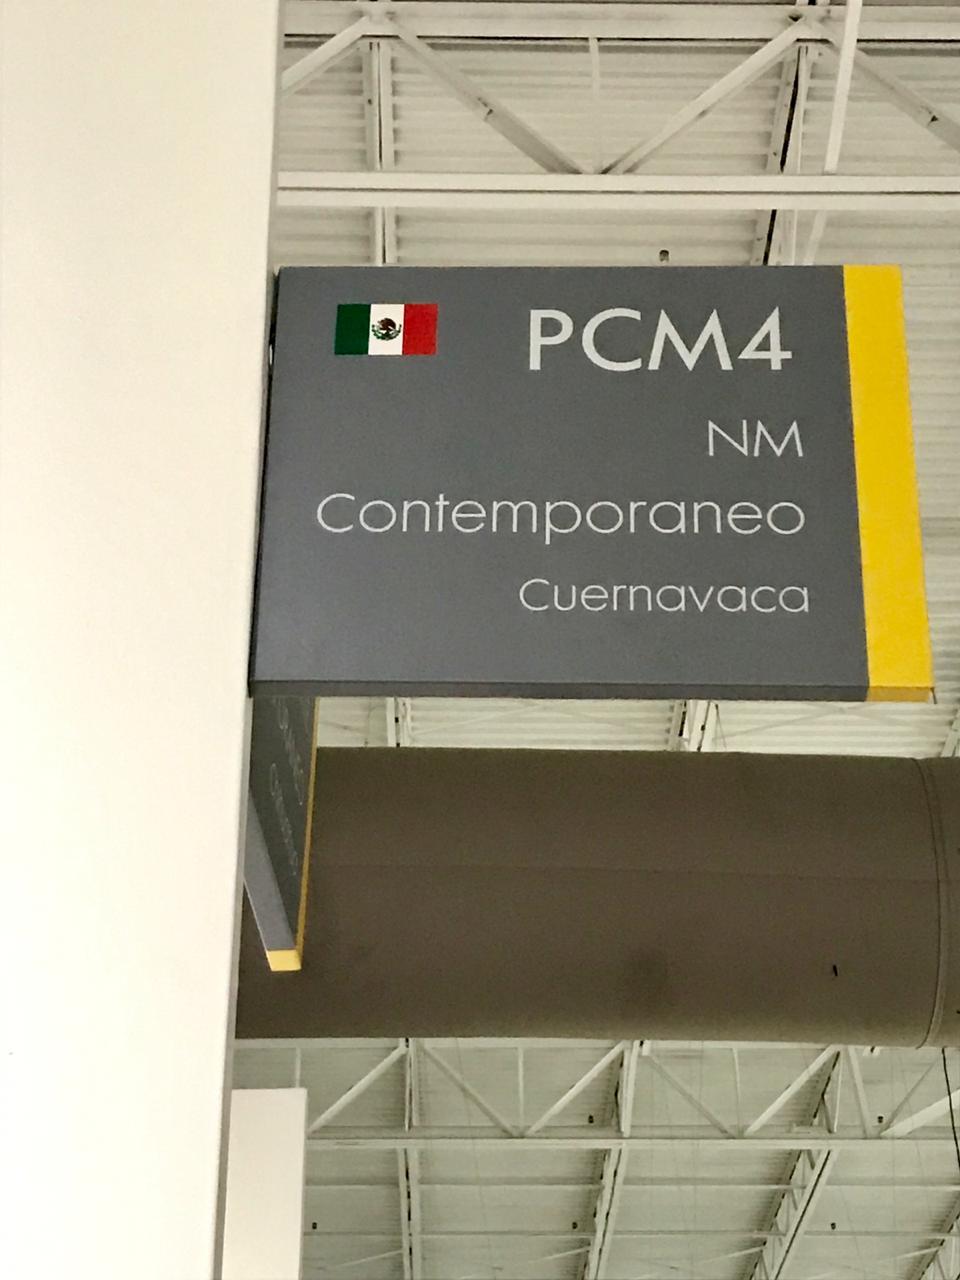 PCM4
NM
Contemporaneo
Cuernavaca